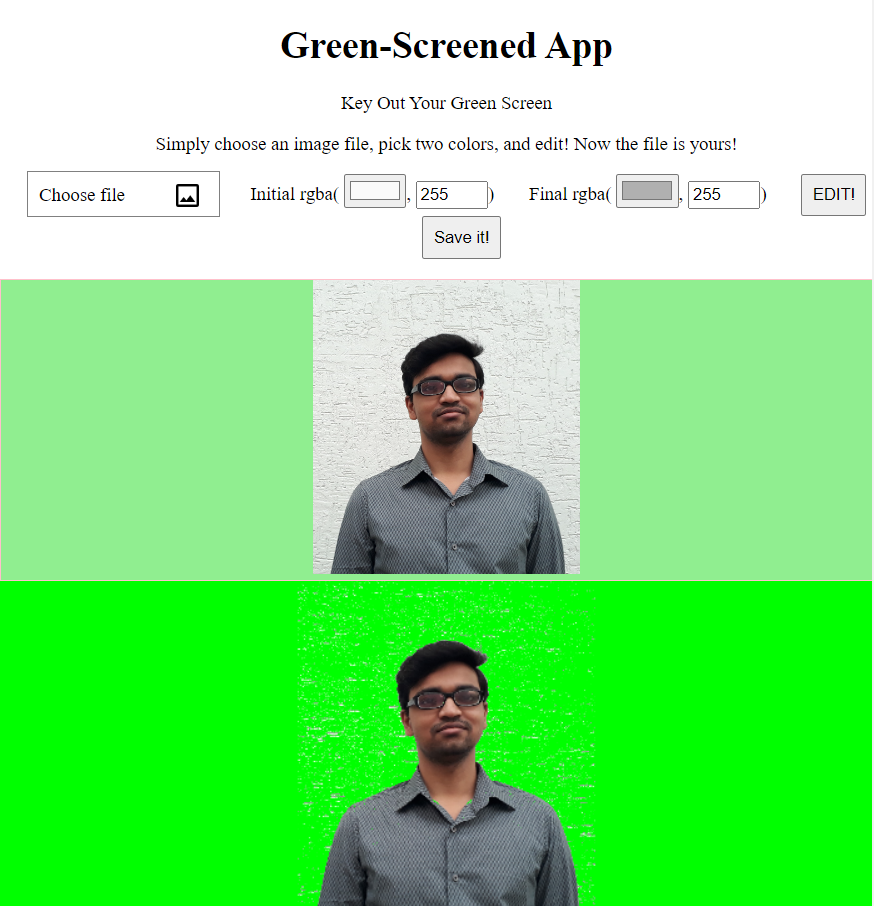 Green-Screened App
Key Out Your Green Screen
Simply choose an image file, pick two colors, and edit! Now the file is yours!
Choose file Initial rgba( , 255 ) Final rgba( , 255 ) EDIT!
Save it!